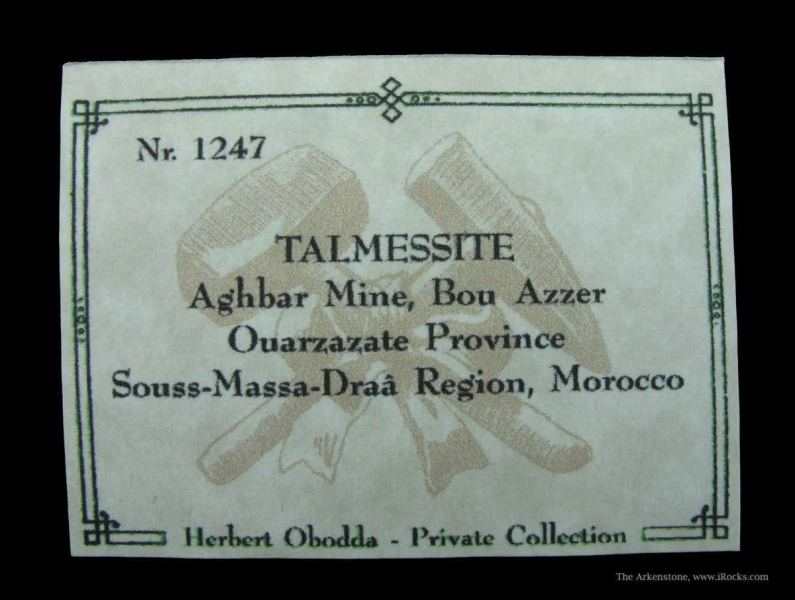 Nr. 1247
TALMESSITE
Aghbar Mine, Bou Azzer
Ouarzazate Province
Souss-Massa-Draâ Region, Morocco
Herbert Obodda - Private Collection
The Arkenstone, www.iRocks.com